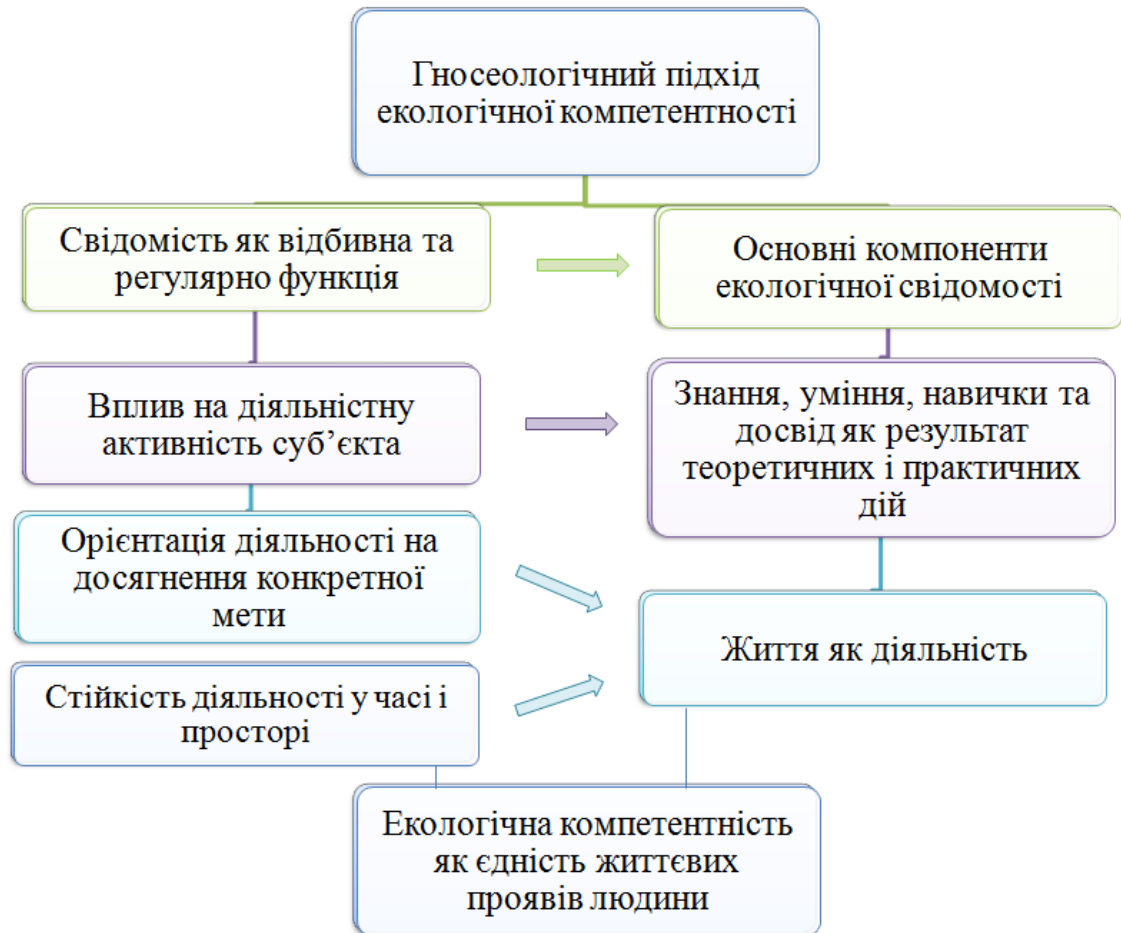 Гносеологічний підхід
екологічної компетентності
Свідомість як відбивна та
регулярно функція
Основні компоненти
екологічної свідомості
Вплив на діяльністну
активність суб’єкта
Знання, уміння, навички та
досвід як результат
теоретичних і практичних
дій
Орієнтація діяльності на
досягнення конкретної
мети
Життя як діяльність
Стійкість діяльності у часі і
просторі
Екологічна компетентність
як єдність життєвих
проявів людини